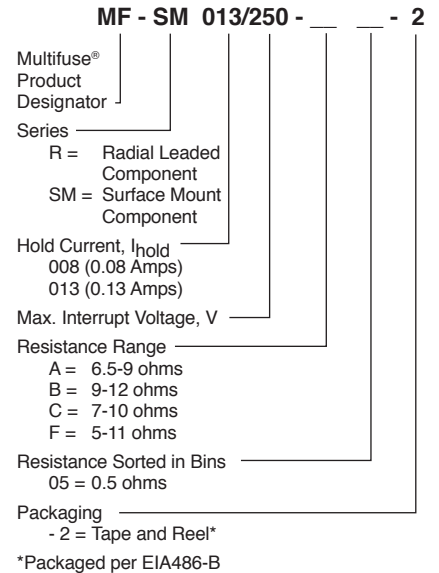 MF - SM 013/250 - __ __ - 2
Multifuse®
Product
Designator
Series
R = Radial Leaded
Component
SM = Surface Mount
Component
Hold Current, Ihold
008 (0.08 Amps)
013 (0.13 Amps)
Max. Interrupt Voltage, V
Resistance Range
A = 6.5-9 ohms
B = 9-12 ohms
C = 7-10 ohms
F = 5-11 ohms
Resistance Sorted in Bins
05 = 0.5 ohms
Packaging
- 2 = Tape and Reel*
*Packaged per EIA486-B